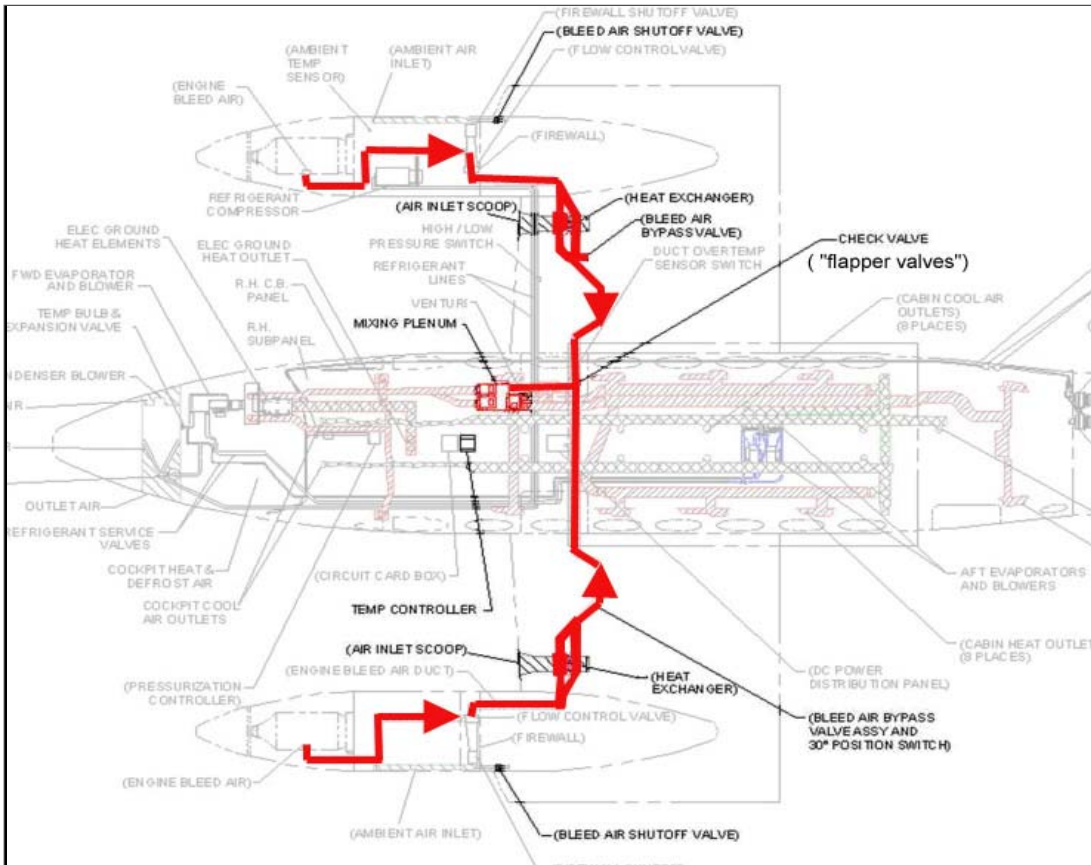 (FIREWALL SHUTOFF VALVE)
(BLEED AIR SHUTOFF VALVE)
(FLOW CONTROL VALVE)
(AMBIENT
TEMP
SENSOR)
(AMBIENT AIR
INLET)
(ENGINE
BLEED AIR)
(FIREWALL)
REFRIGERANT
COMPRESSOR
(AIR INLET SCOOP)
(HEAT EXCHANGER)
(BLEED AIR
BYPASS VALVE)
ELEC GROUND
HEAT ELEMENTS
ELEC GROUND
HEAT OUTLET
HIGH / LOW
PRESSURE SWITCH
DUCT OVERTEMP
SENSOR SWITCH
CHECK VALVE
( "flapper valves")
FWD EVAPORATOR
AND BLOWER
R.H. C.B.
PANEL
REFRIGERANT
LINES
TEMP BULB &
EXPANSION VALVE
R.H.
SUBPANEL
VENTURI
MIXING PLENUM
(CABIN COOL AIR
OUTLETS)
(8 PLACES)
NDENSER BLOWER
OUTLET AIR
REFRIGERANT SERVICE
VALVES
COCKPIT HEAT &
DEFROST AIR
COCKPIT COOL
AIR OUTLETS
(CIRCUIT CARD BOX)
TEMP CONTROLLER
AFT EVAPORATORS
AND BLOWERS
(AIR INLET SCOOP)
(ENGINE BLEED AIR DUCT)
(HEAT
EXCHANGER)
(CABIN HEAT OUTLET
(8 PLACES)
(DC POWER
DISTRIBUTION PANEL)
(PRESSURIZATION
CONTROLLER)
(FLOW CONTROL VALVE)
(FIREWALL)
(BLEED AIR BYPASS
VALVE ASSY AND
30° POSITION SWITCH)
(ENGINE BLEED AIR)
(AMBIENT AIR INLET)
(BLEED AIR SHUTOFF VALVE)